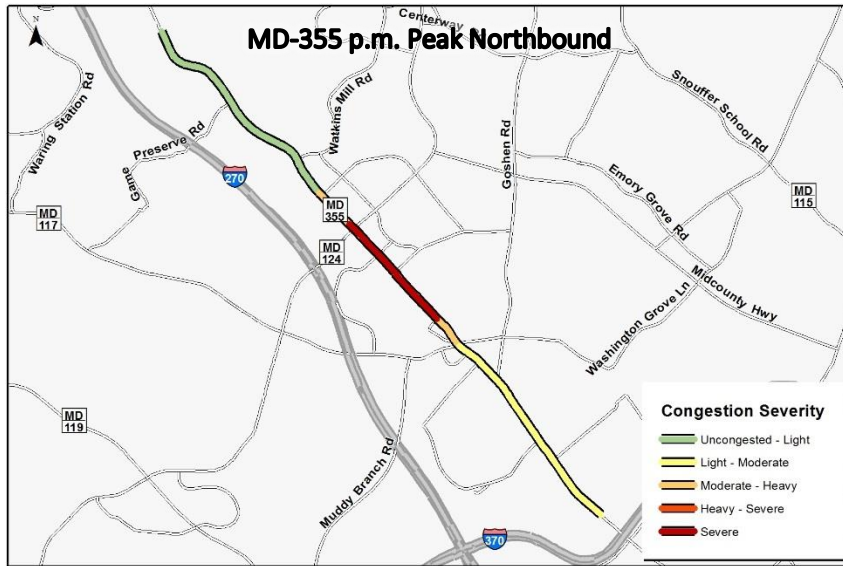 MD-355 p.m. Peak Northbound
N
Centerway
Snouffer School Rd
Waring Station Rd
Watkins Mill Rd
Preserve Rd
Game
Goshen Rd
Emory Grove Rd
270
MD
355
MD
115
MD
117
MD
124
Midcounty Hwy
Washington Grove Ln
MD
119
Muddy Branch Rd
370
Congestion Severity
Uncongested - Light
Light - Moderate
Moderate - Heavy
Heavy - Severe
Severe